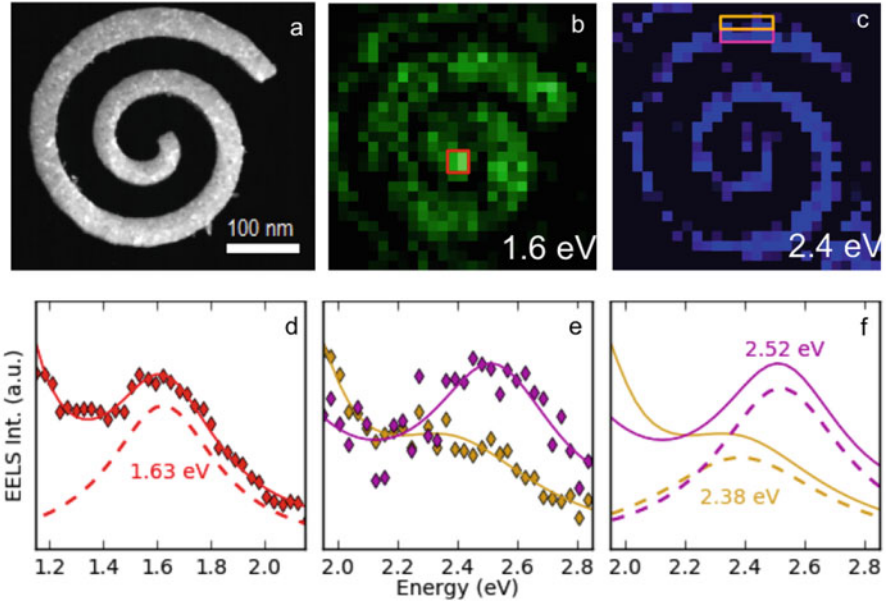 a
b
c
100 nm
1.6 eV
2.4 eV
d
e
f
EELS Int. (a.u.)
1.63 eV
2.52 eV
2.38 eV
1.2 1.4 1.6 1.8 2.0
2.0 2.2 2.4 2.6 2.8
2.0 2.2 2.4 2.6 2.8
Energy (eV)